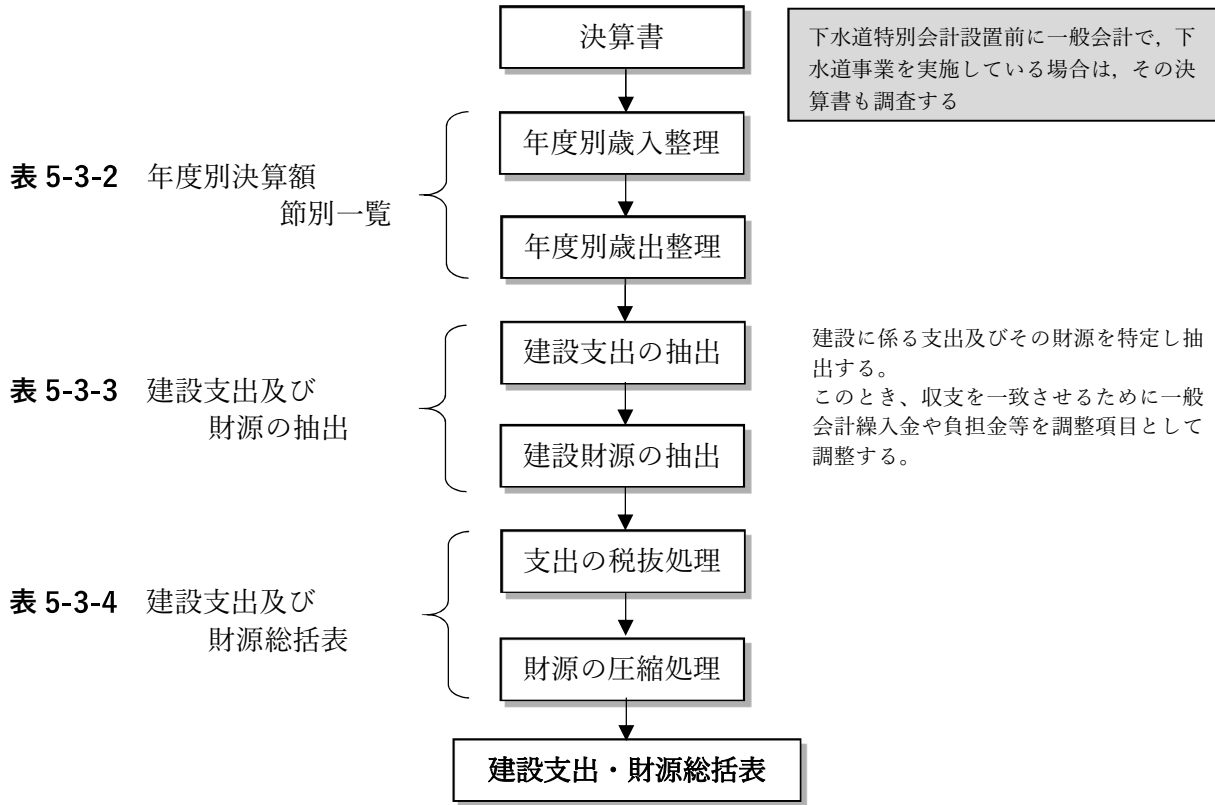 決算書
下水道特別会計設置前に一般会計で，下
水道事業を実施している場合は，その決
算書も調査する
年度別歳入整理
表 5-3-2 年度別決算額
節別一覧
年度別歳出整理
建設支出の抽出
建設に係る支出及びその財源を特定し抽
出する。
このとき、収支を一致させるために一般
会計繰入金や負担金等を調整項目として
調整する。
表 5-3-3 建設支出及び
財源の抽出
建設財源の抽出
支出の税抜処理
表 5-3-4 建設支出及び
財源総括表
財源の圧縮処理
建設支出・財源総括表